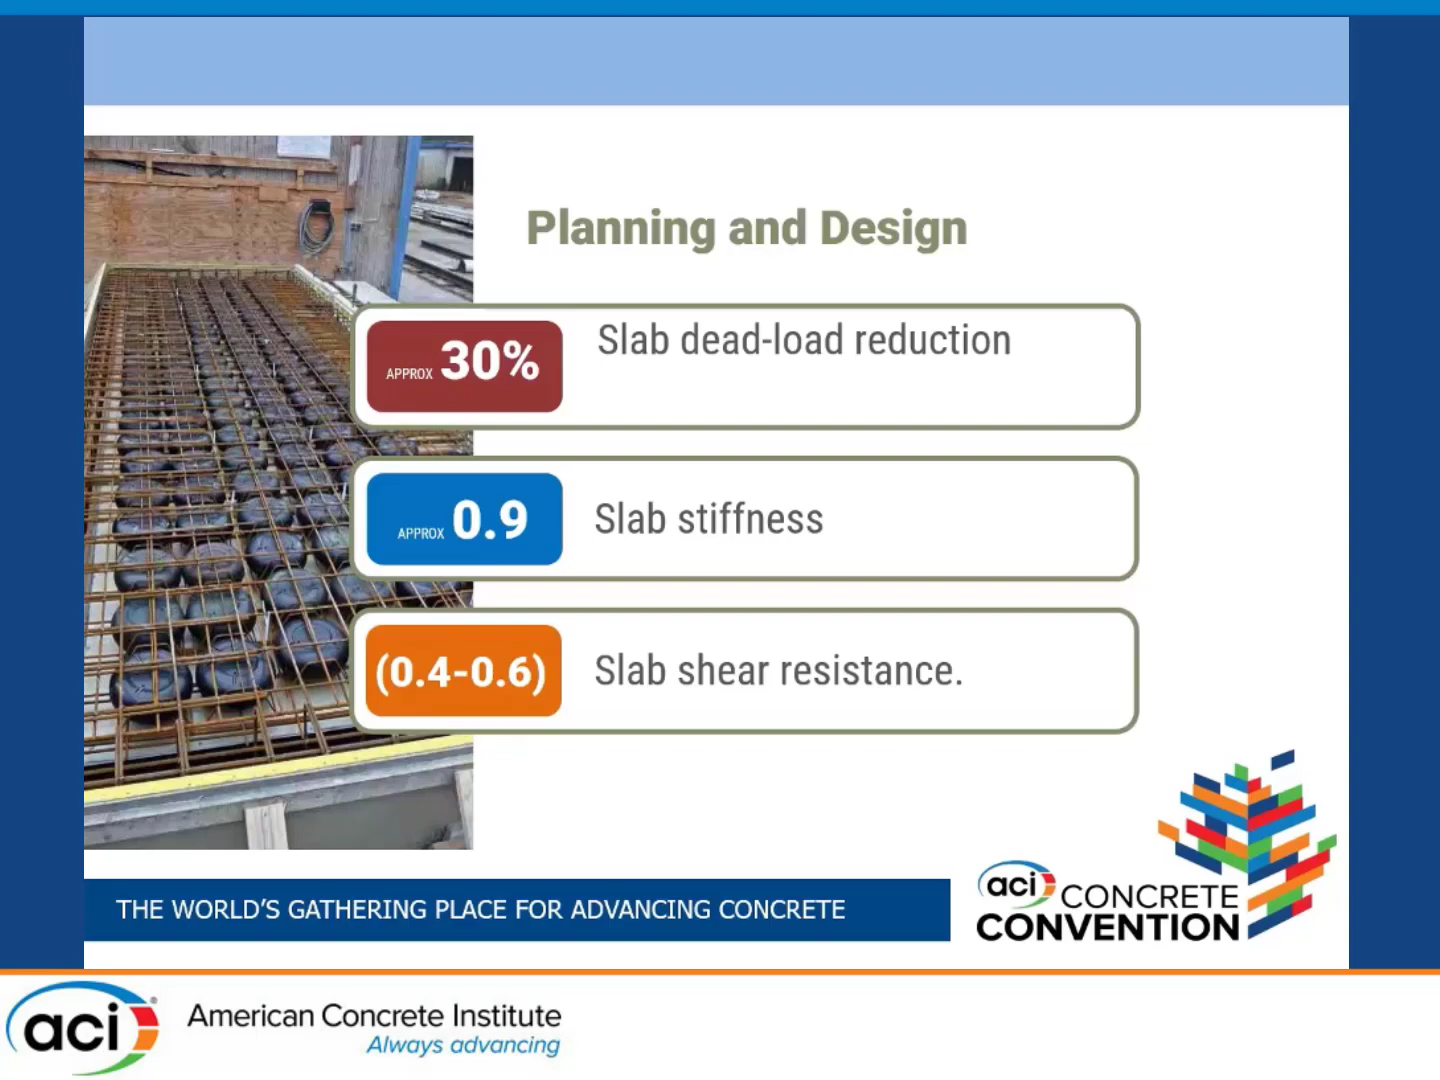 Planning and Design
APPROX 30%
Slab dead-load reduction
APPROX 0.9
Slab stiffness
(0.4-0.6)
Slab shear resistance.
THE WORLD'S GATHERING PLACE FOR ADVANCING CONCRETE
aci CONCRETE
CONVENTION
aci®
American Concrete Institute
Always advancing